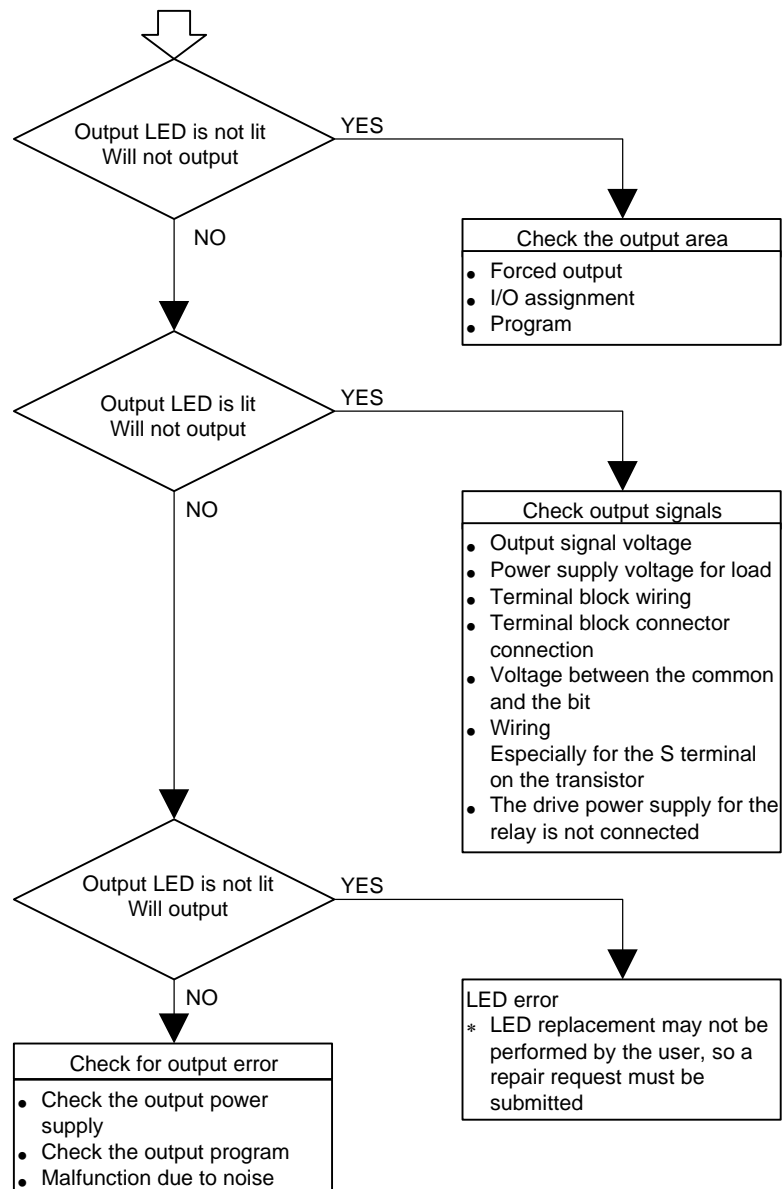 Output LED is not lit
Will not output
YES
NO
Check the output area
• Forced output
• I/O assignment
• Program
Output LED is lit
Will not output
YES
NO
Check output signals
• Output signal voltage
• Power supply voltage for load
• Terminal block wiring
• Terminal block connector
connection
• Voltage between the common
and the bit
• Wiring
Especially for the S terminal
on the transistor
• The drive power supply for the
relay is not connected
Output LED is not lit
Will output
YES
NO
LED error
* LED replacement may not be
performed by the user, so a
repair request must be
submitted
Check for output error
• Check the output power
supply
• Check the output program
• Malfunction due to noise